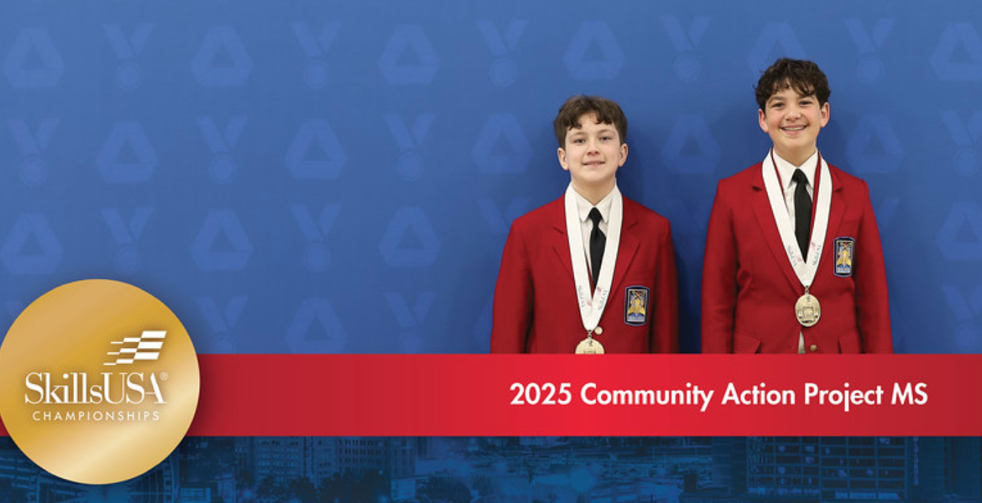 SkillsUSA®
CHAMPIONSHIPS
2025 Community Action Project MS